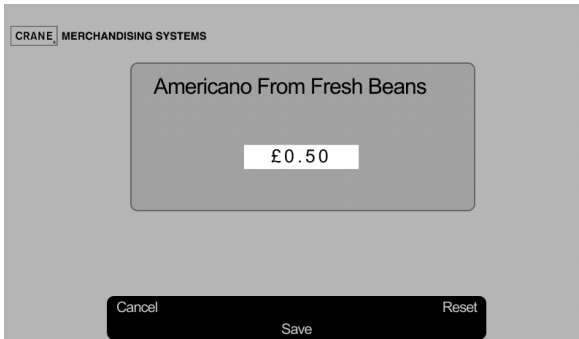 CRANE MERCHANDISING SYSTEMS
Americano From Fresh Beans
£0.50
Cancel
Reset
Save